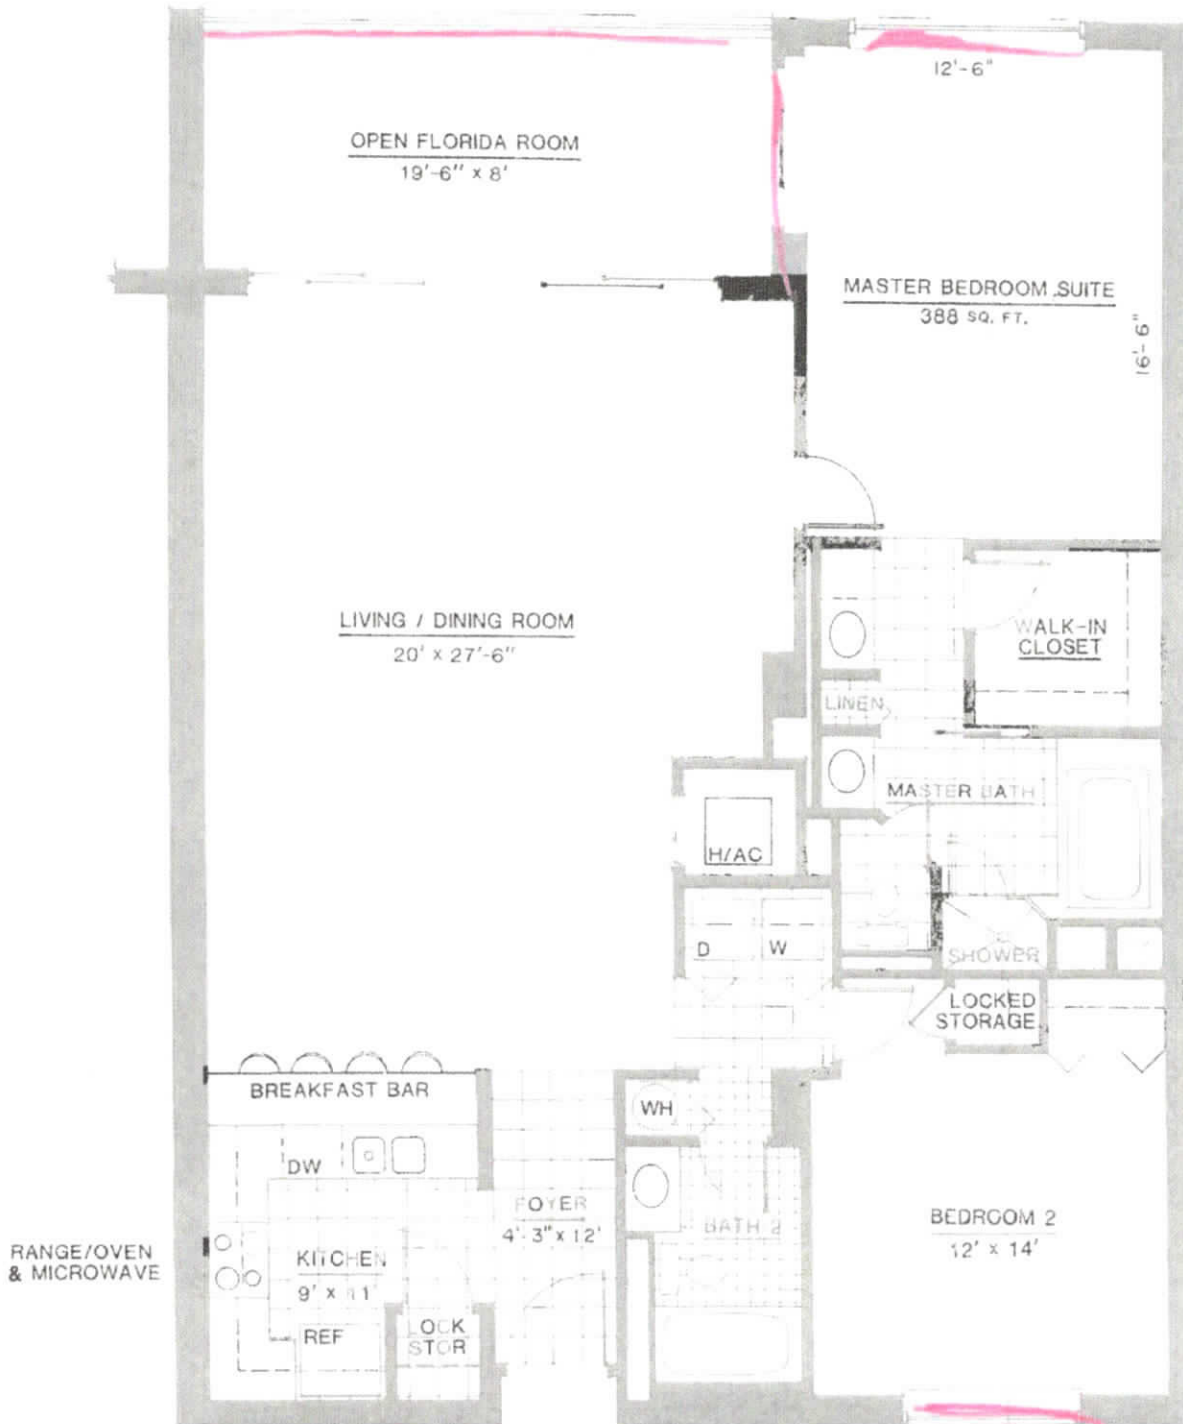 12'-6"
OPEN FLORIDA ROOM
19'-6" x 8'
MASTER BEDROOM SUITE
388 SQ. FT.
16'-6"
LIVING / DINING ROOM
20' x 27'-6"
WALK-IN
CLOSET
LINEN
MASTER BATH
H/AC
D
W
SHOWER
LOCKED
STORAGE
BREAKFAST BAR
WH
DW
FOYER
4'-3" x 12'
BATH 2
BEDROOM 2
12' x 14'
RANGE/OVEN
& MICROWAVE
KITCHEN
9' x 11'
REF
LOCK
STOR